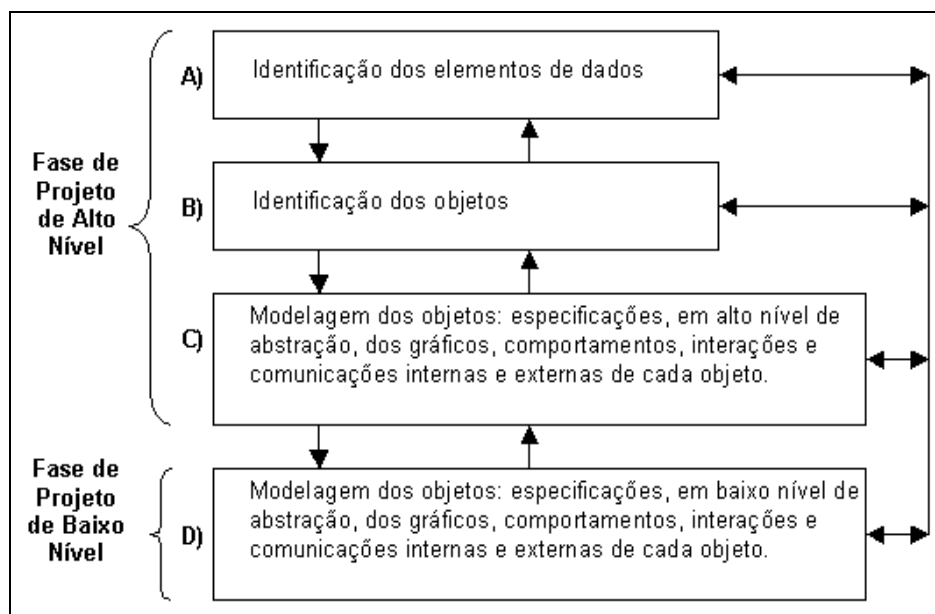 Fase de
Projeto
de Alto
Nível
A)
Identificação dos elementos de dados
B)
Identificação dos objetos
C)
Modelagem dos objetos: especificações, em alto nível de
abstração, dos gráficos, comportamentos, interações e
comunicações internas e externas de cada objeto.
Fase de
Projeto
de Baixo
Nível
D)
Modelagem dos objetos: especificações, em baixo nível de
abstração, dos gráficos, comportamentos, interações e
comunicações internas e externas de cada objeto.